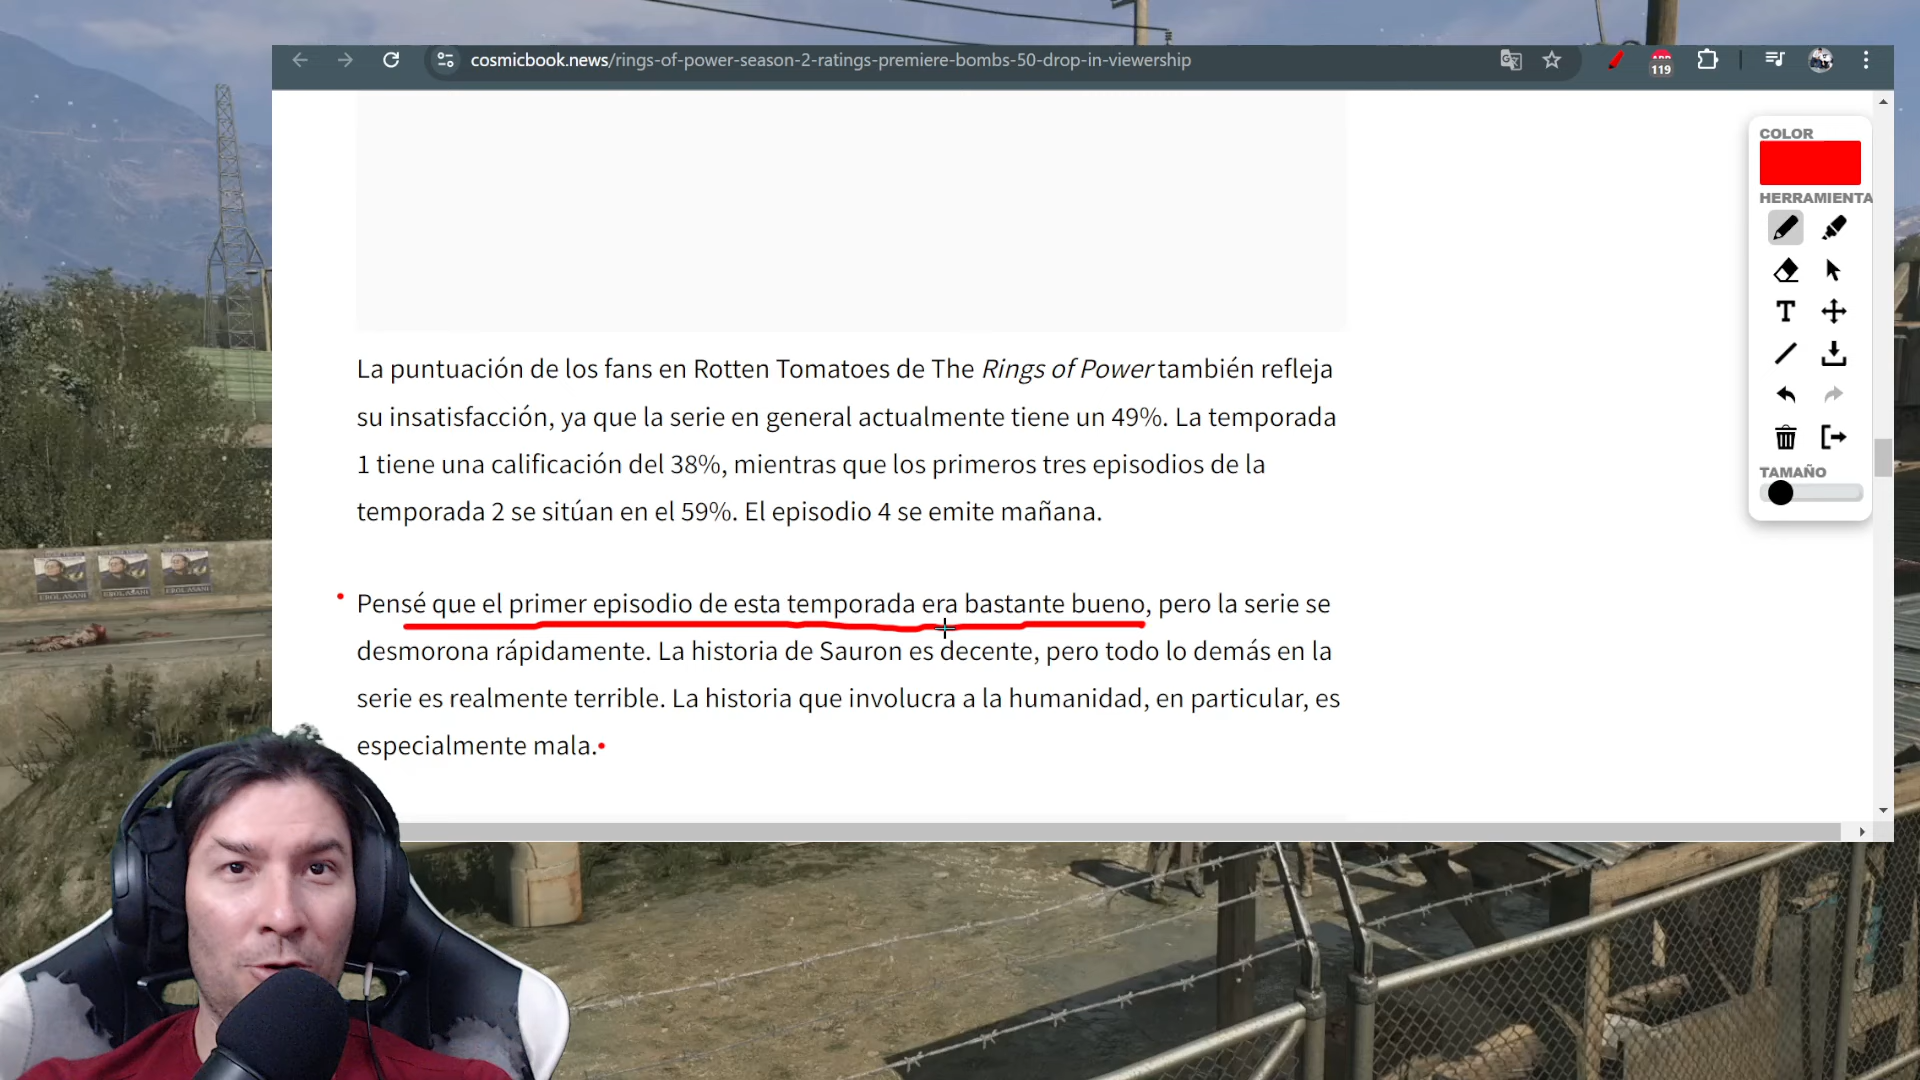 cosmicbook.news/rings-of-power-season-2-ratings-premiere-bombs-50-drop-in-viewership
119
COLOR
HERRAMIENTA
TAMAÑO
La puntuación de los fans en Rotten Tomatoes de The Rings of Power también refleja
su insatisfacción, ya que la serie en general actualmente tiene un 49%. La temporada
1 tiene una calificación del 38%, mientras que los primeros tres episodios de la
temporada 2 se sitúan en el 59%. El episodio 4 se emite mañana.
Pensé que el primer episodio de esta temporada era bastante bueno, pero la serie se
desmorona rápidamente. La historia de Sauron es decente, pero todo lo demás en la
serie es realmente terrible. La historia que involucra a la humanidad, en particular, es
especialmente mala.